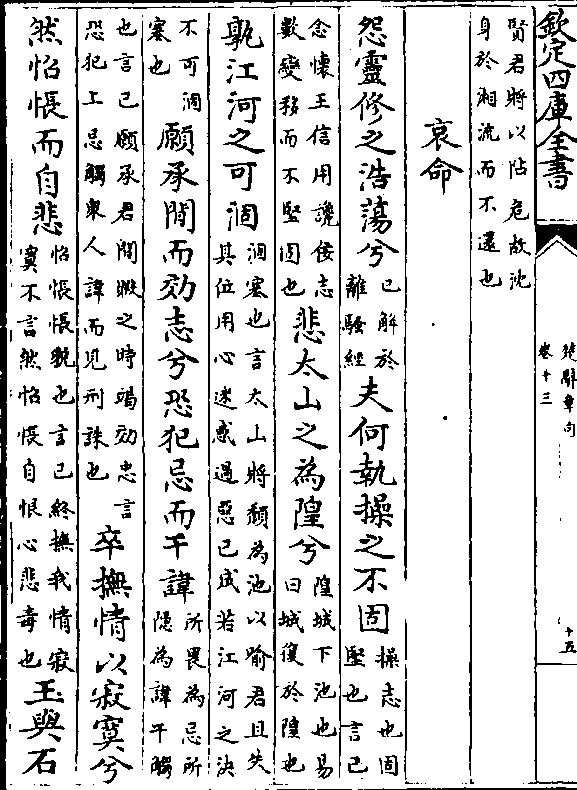 欽定四庫全書
楚辭章句
卷十三
十五
賢君將以阽危故沈
身於湘流而不還也
哀命
怨靈修之浩蕩兮已解於離騷經夫何執操之不固操志也固堅也言已
念懷王信用讒佞志數變移而不堅固也悲太山之為隍兮隍城下池也易曰城復於隍也
孰江河之可涸涸塞也言太山將頹為池以喻君且失其位用心迷惑過惡已成若江河之決
不可涸塞也願承間而効志兮恐犯忌而干諱所畏為忌所隱為諱干觸
也言已願承君間暇之時竭効忠言恐犯上忌觸衆人諱而見刑誅也卒撫情以寂寞兮
然怊悵而自悲怊悵悵貌也言已終撫我情寂寞不言然怊悵自恨心悲毒也玉與石